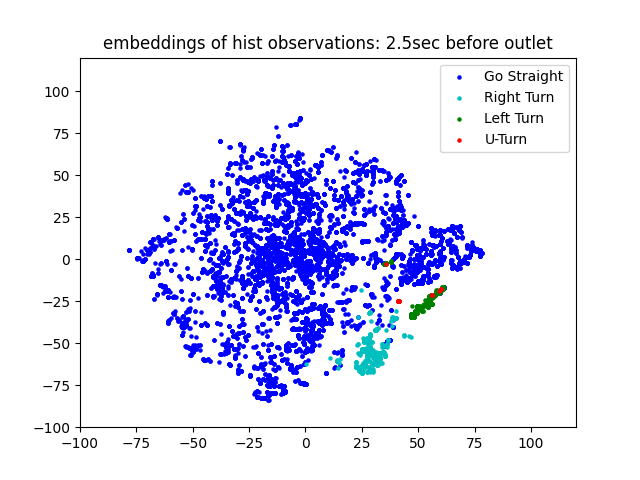 embeddings of hist observations: 2.5sec before outlet
Go Straight
Right Turn
Left Turn
U-Turn
100
75
50
25
0
−25
−50
−75
−100
−100 −75 −50 −25 0 25 50 75 100